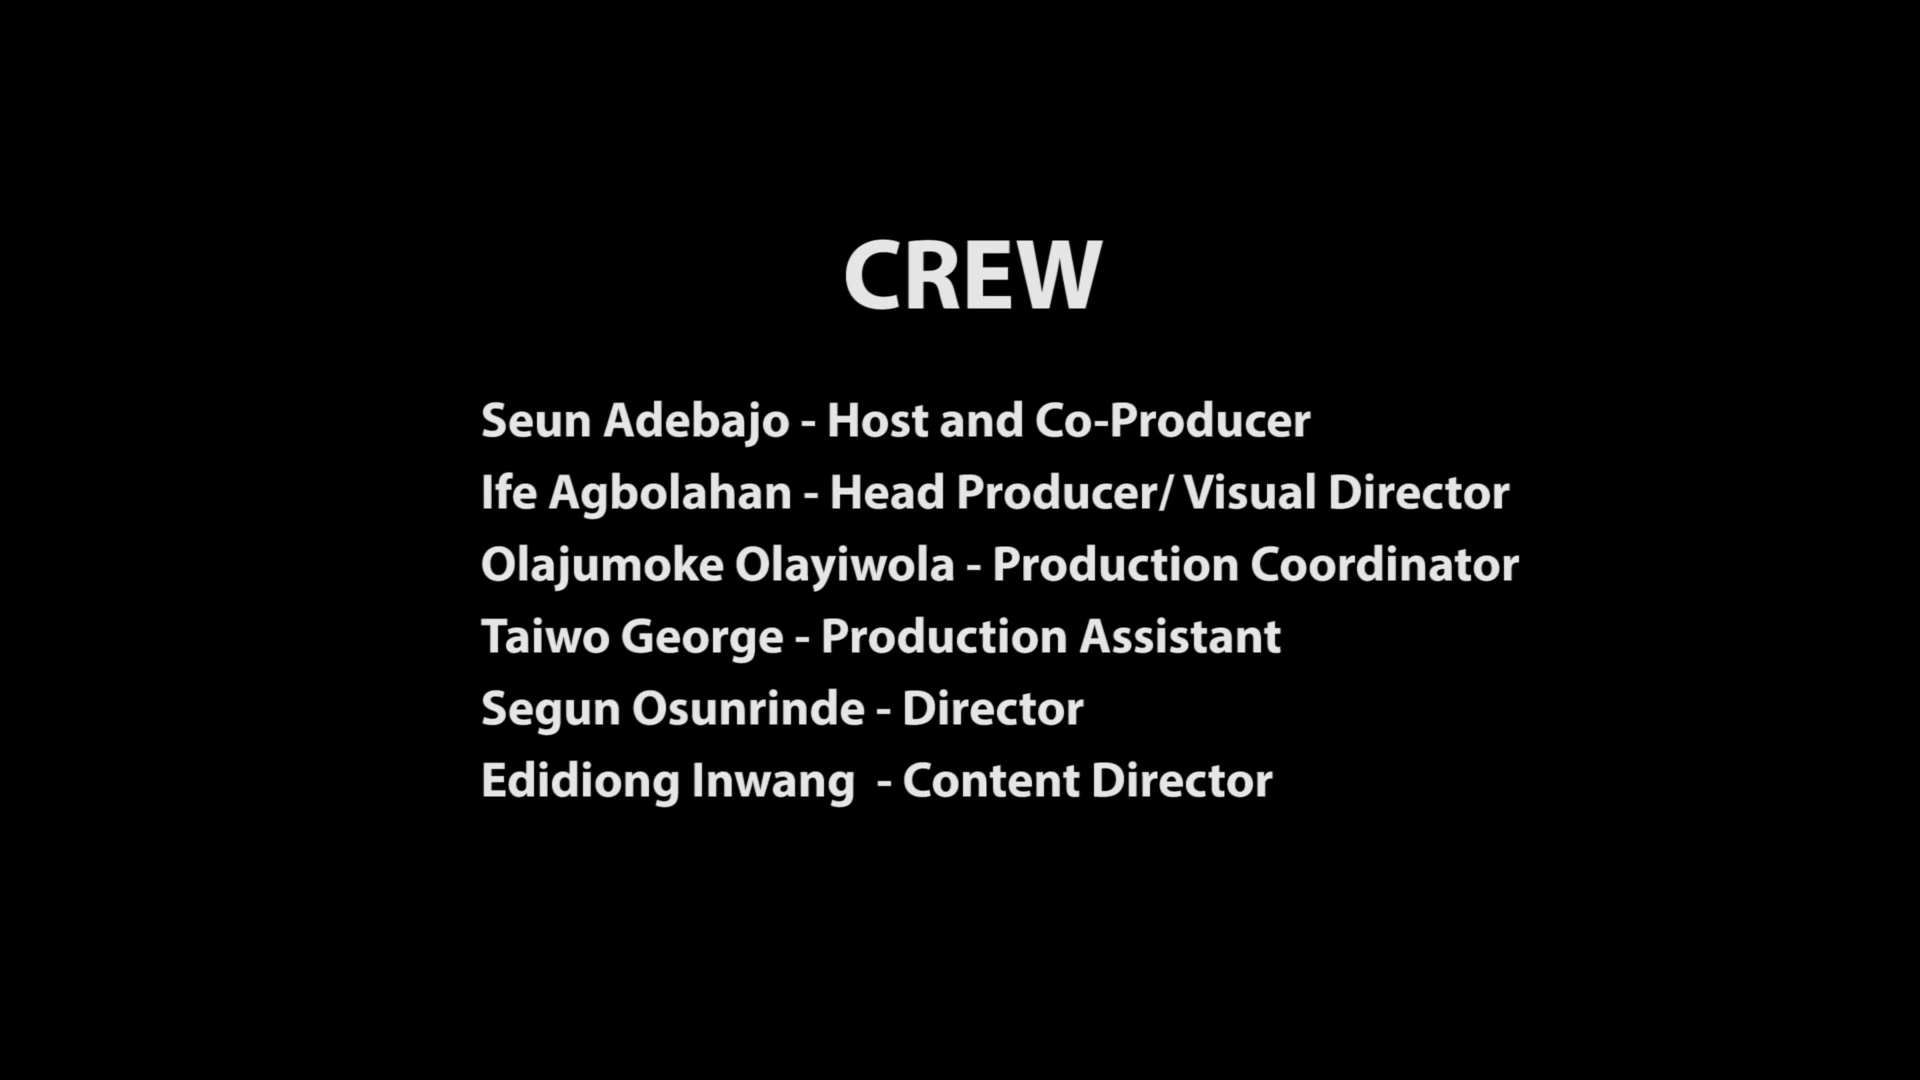 CREW
Seun Adebajo - Host and Co-Producer
Ife Agbolahan - Head Producer/ Visual Director
Olajumoke Olayiwola - Production Coordinator
Taiwo George - Production Assistant
Segun Osunrinde - Director
Edidiong Inwang  - Content Director